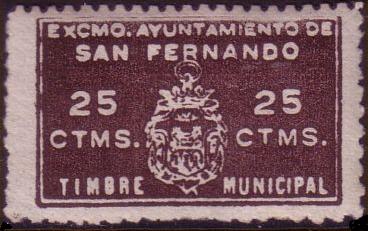 EXCMO. AYUNTAMIENTO DE
SAN FERNANDO
25 25
CTMS. CTMS.
TIMBRE MUNICIPAL